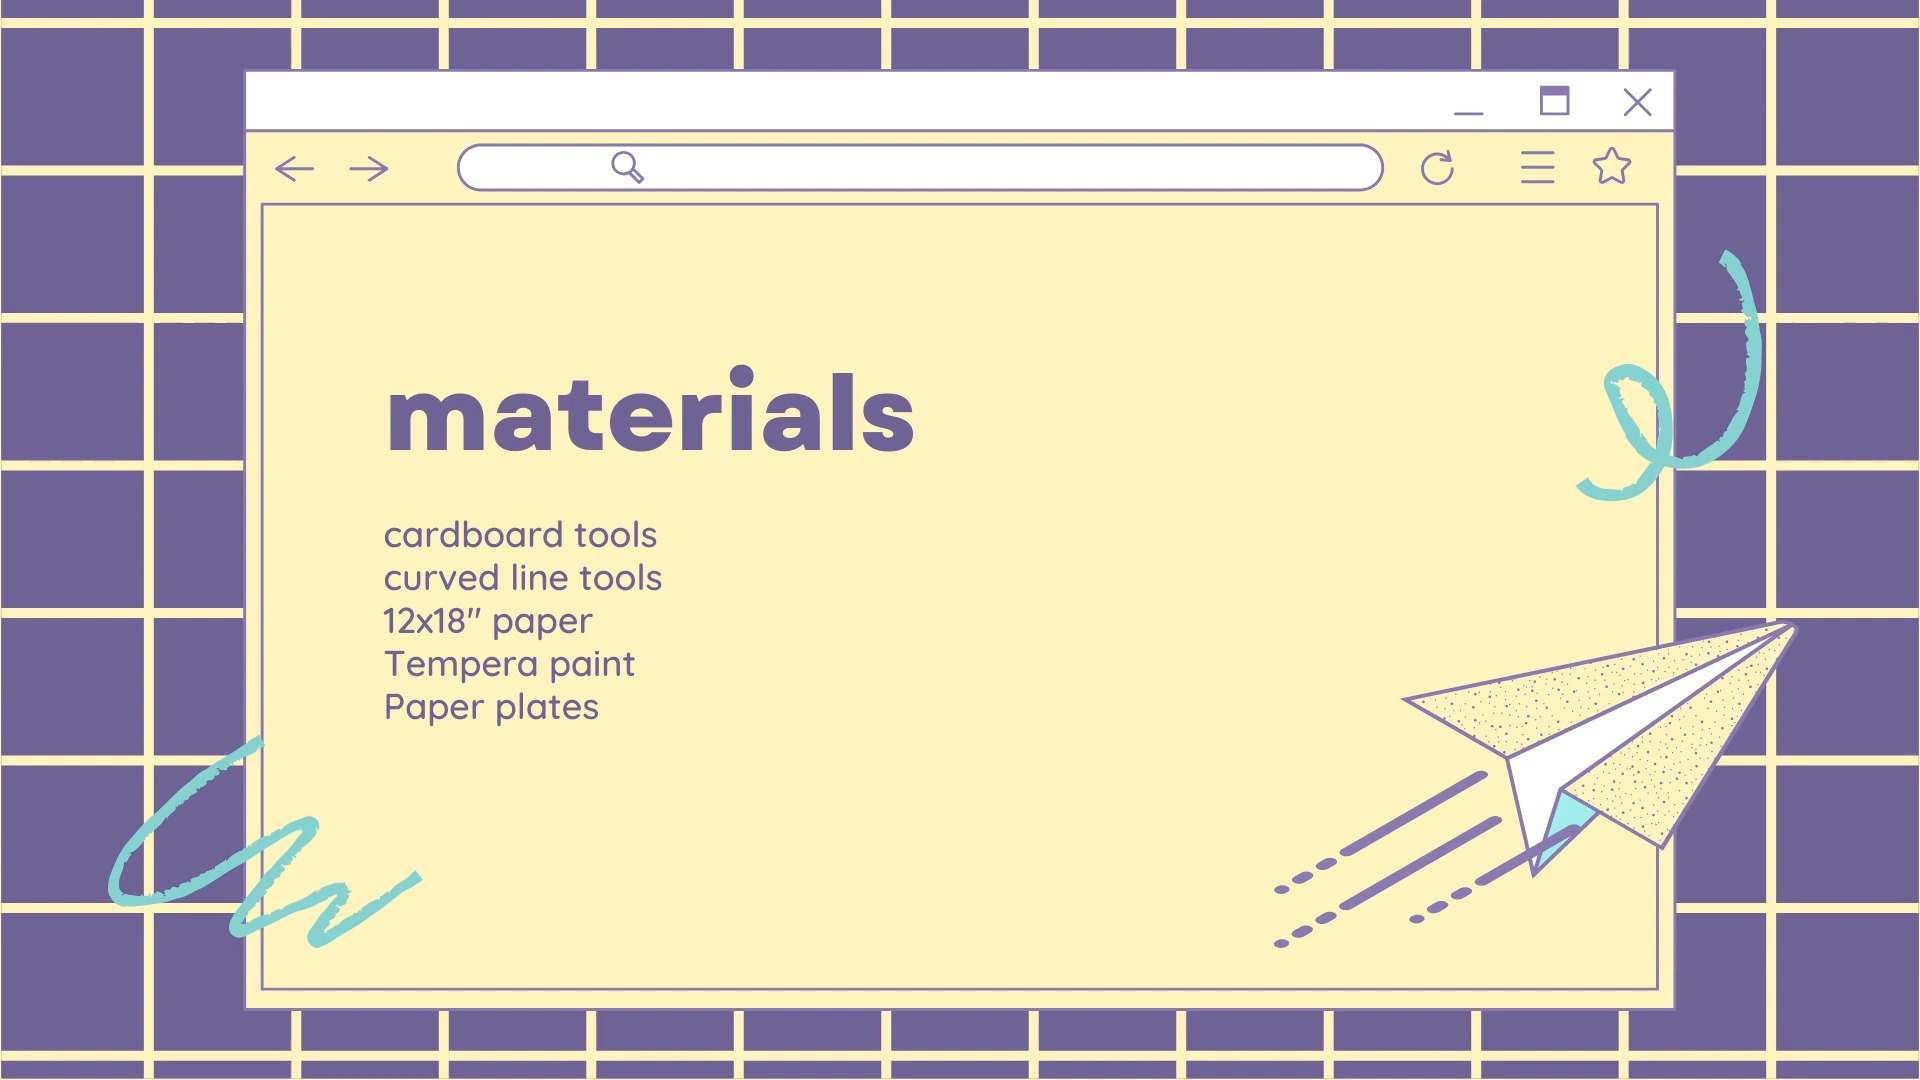 materials
cardboard tools
curved line tools
12x18" paper
Tempera paint
Paper plates